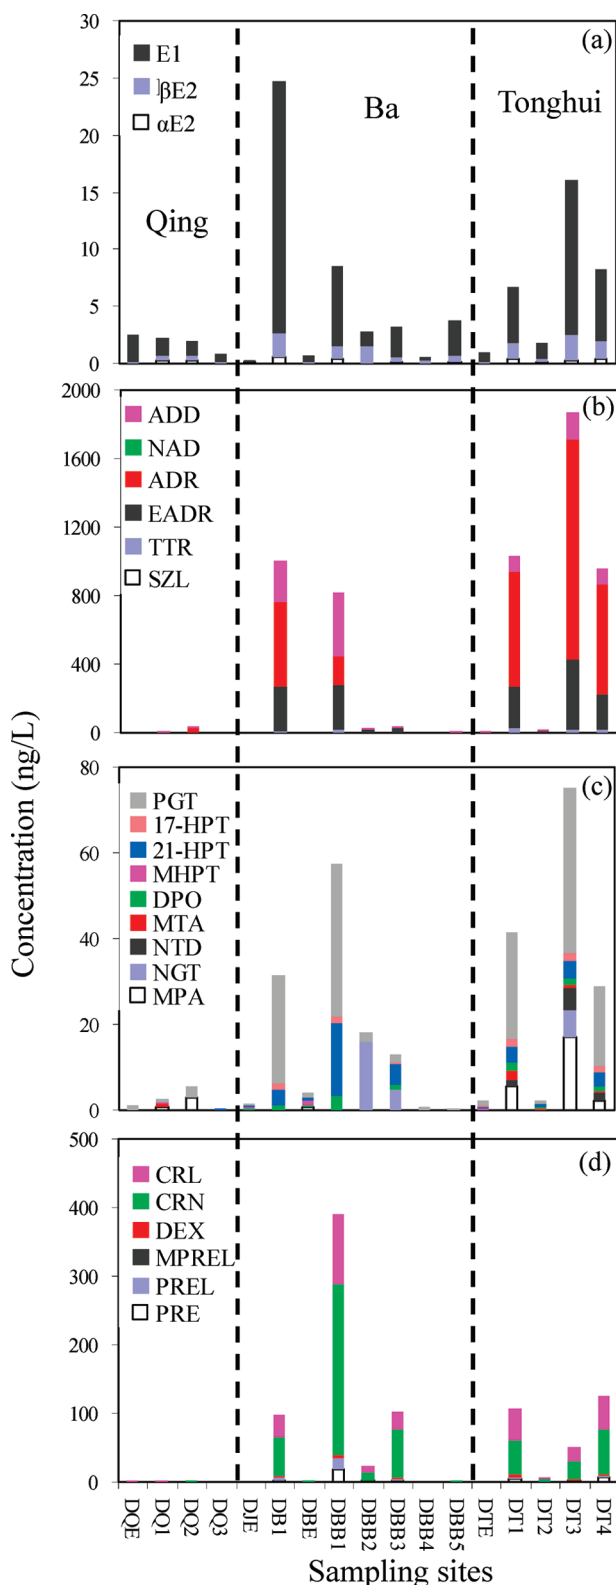 30
(a)
E1
25
βE2
αE2
20
Ba
Tonghui
15
Qing
10
5
0
2000
(b)
ADD
NAD
1600
ADR
EADR
1200
TTR
SZL
800
400
0
Concentration (ng/L)
80
(c)
PGT
17-HPT
21-HPT
60
MHPT
DPO
MTA
40
NTD
NGT
MPA
20
0
500
(d)
CRL
CRN
400
DEX
MPREL
300
PREL
PRE
200
100
0
DQE
DQ1
DQ2
DQ3
DJE
DB1
DBE
DBB1
DBB2
DBB3
DBB4
DBB5
DTE
DT1
DT2
DT3
DT4
Sampling sites